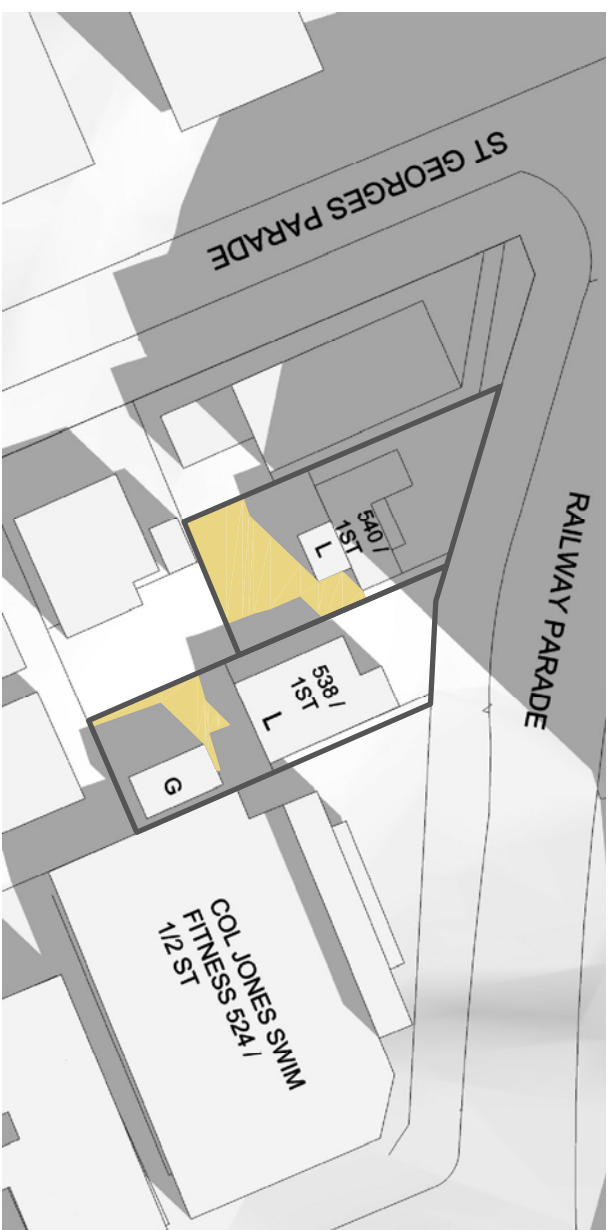 ST GEORGES PARADE
RAILWAY PARADE
540 /
1ST
L
538 /
1ST
L
G
COL JONES SWIM
FITNESS 524 /
1/2 ST